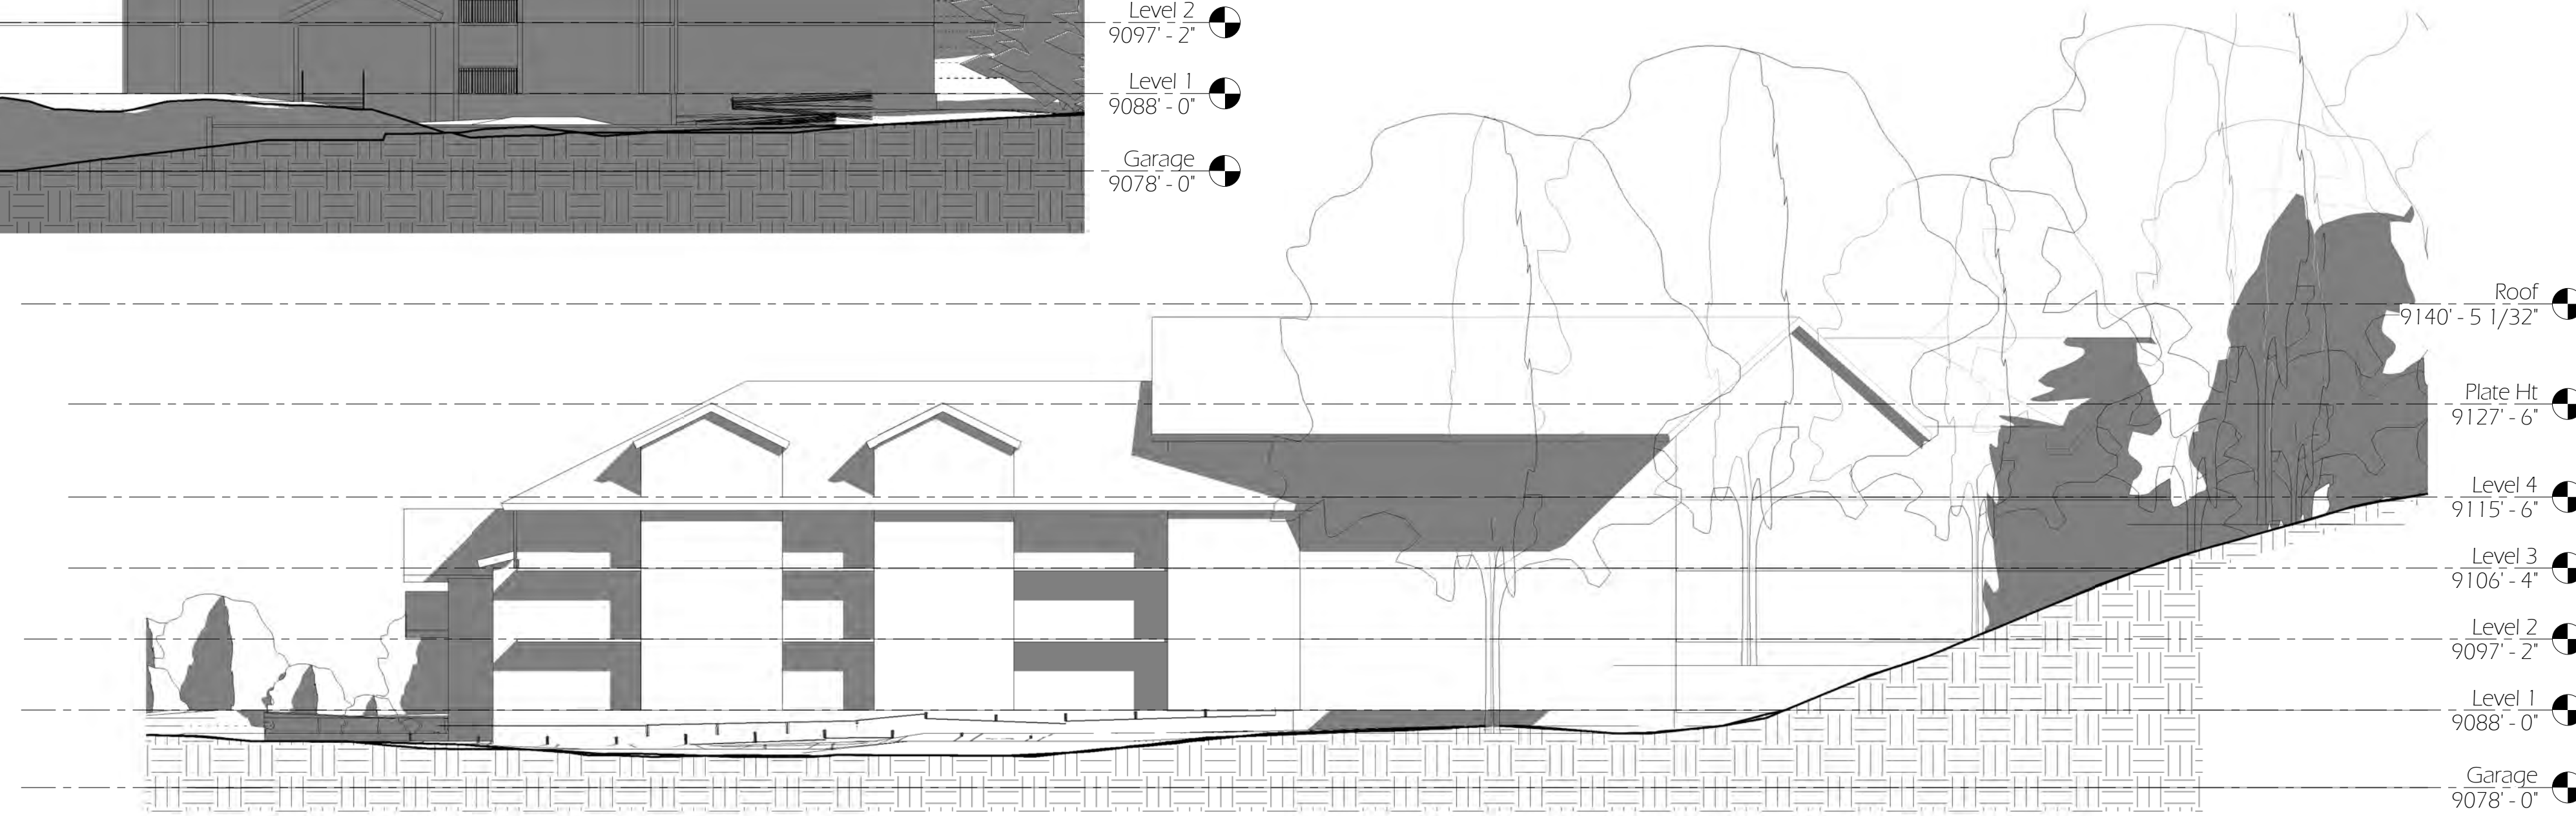 Level 2
9097' - 2"
Level 1
9088' - 0"
Garage
9078' - 0"
Roof
9140' - 5 1/32"
Plate Ht
9127' - 6"
Level 4
9115' - 6"
Level 3
9106' - 4"
Level 2
9097' - 2"
Level 1
9088' - 0"
Garage
9078' - 0"